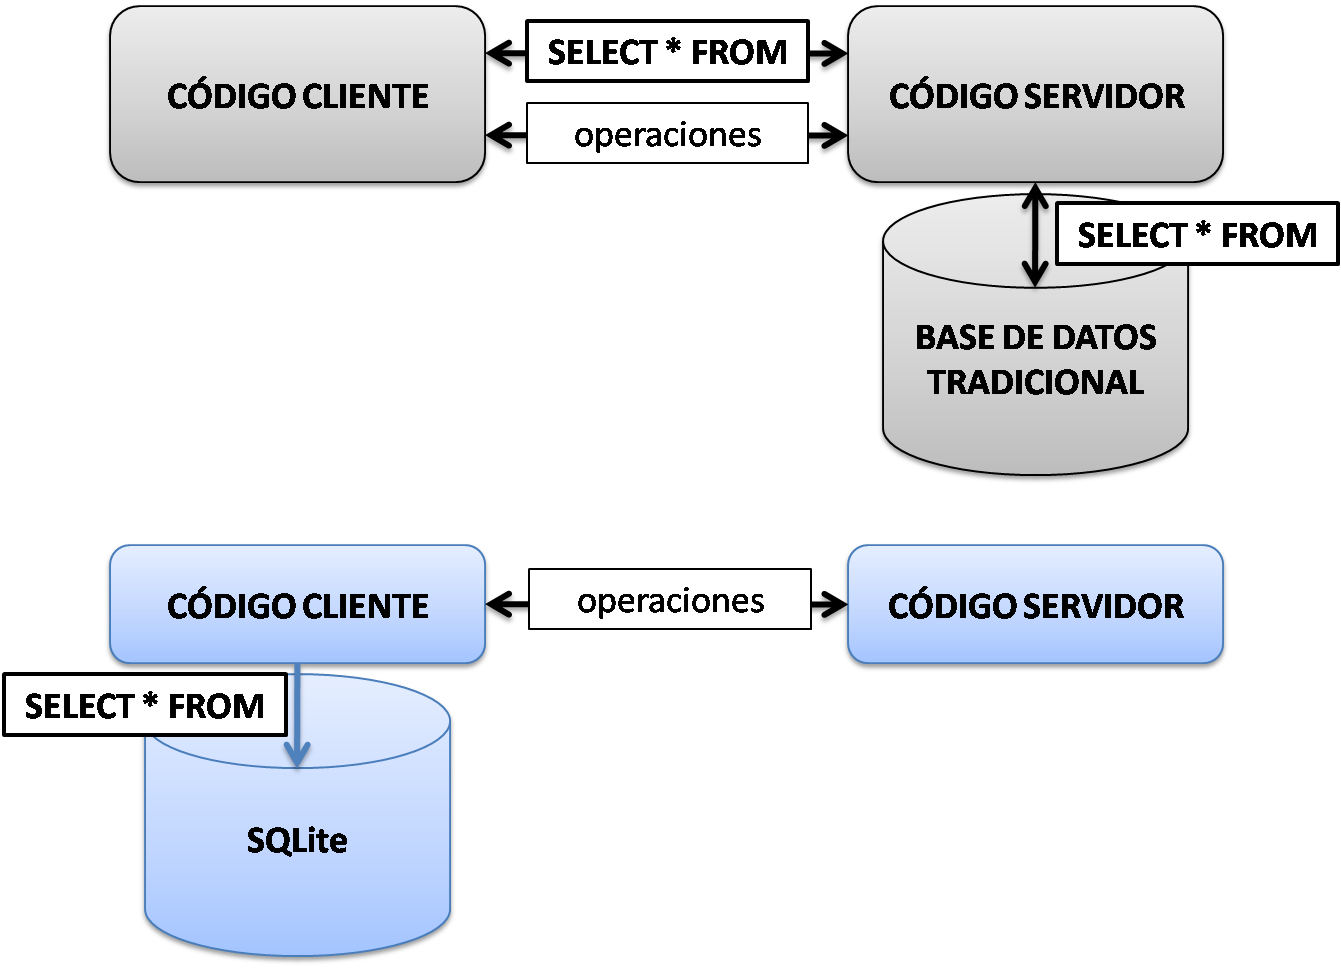 CÓDIGO CLIENTE
SELECT * FROM
CÓDIGO SERVIDOR
operaciones
SELECT * FROM
BASE DE DATOS
TRADICIONAL
CÓDIGO CLIENTE
operaciones
CÓDIGO SERVIDOR
SELECT * FROM
SQLite